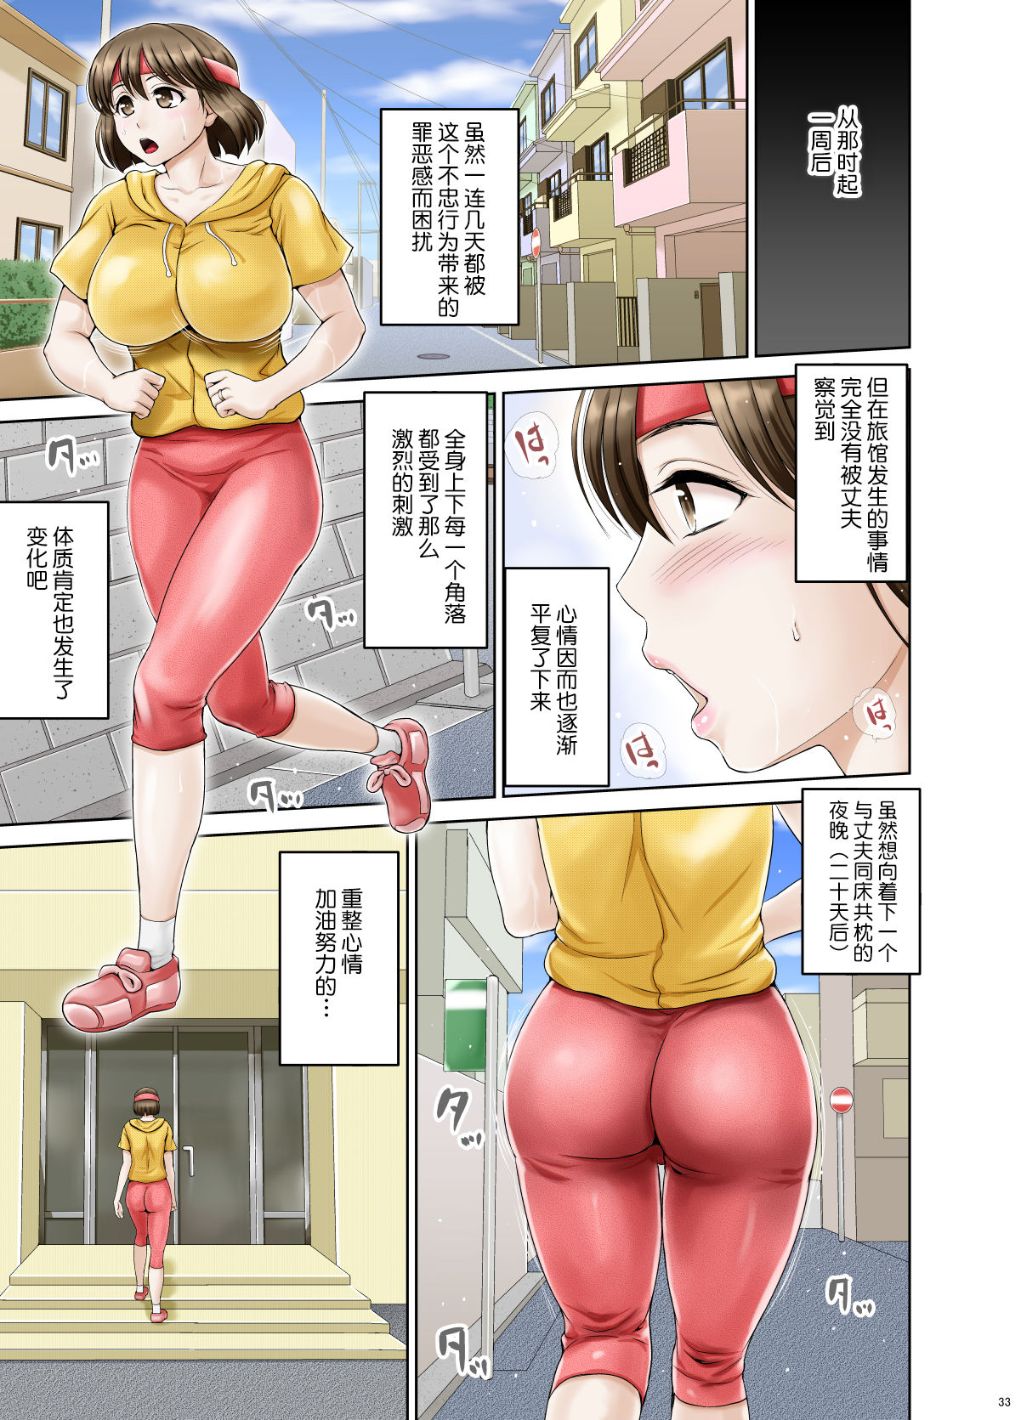 从那时起
一周后
虽然一连几天都被
这个不忠行为带来的
罪恶感而困扰
但在旅馆发生的事情
完全没有被丈夫
察觉到
はっ
心情因而也逐渐
平复了下来
はっ
はっ
全身上下每一个角落
都受到了那么
激烈的刺激
タッ
タッ
タッ
体质肯定也发生了
变化吧
虽然想向着下一个
与丈夫同床共枕的
夜晚（二十天后）
タッ
タッ
タッ
重整心情
加油努力的…
33